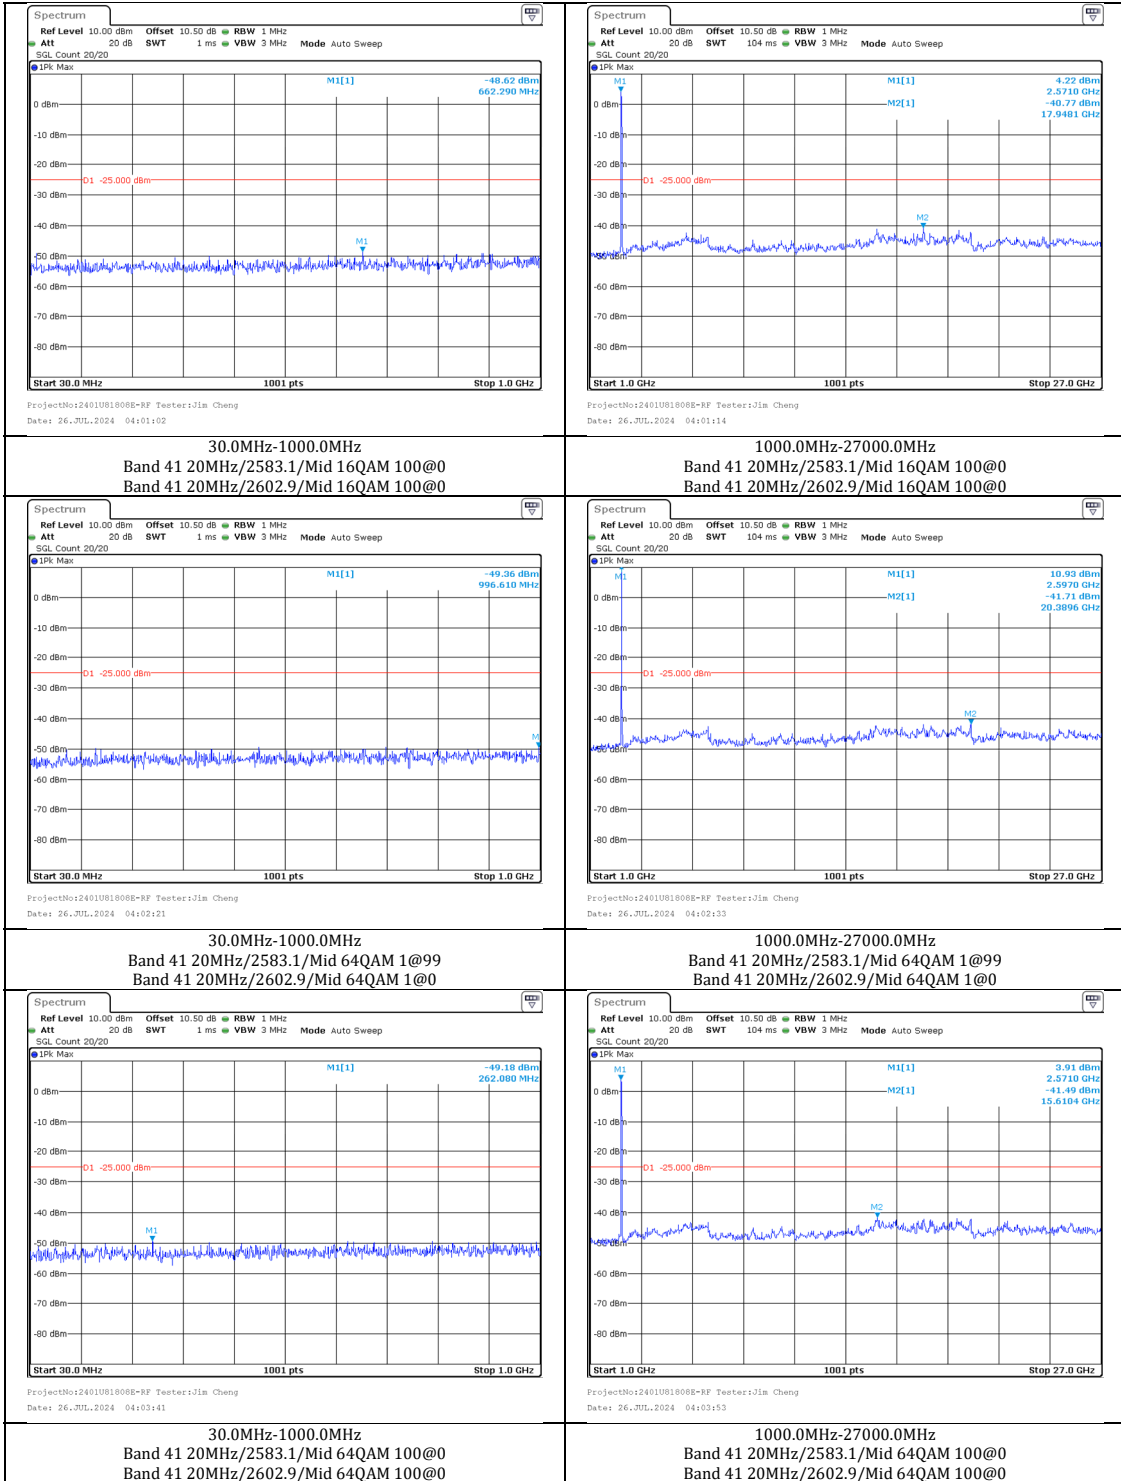 Spectrum
Ref Level 10.00 dBm Offset 10.50 dB RBW 1 MHz
Att 20 dB SWT 1 ms VBW 3 MHz Mode Auto Sweep
SGL Count 20/20
1Pk Max
M1[1] -48.62 dBm
662.290 MHz
0 dBm
-10 dBm
-20 dBm
D1 -25.000 dBm
-30 dBm
-40 dBm
M1
-50 dBm
-60 dBm
-70 dBm
-80 dBm
Start 30.0 MHz 1001 pts Stop 1.0 GHz
ProjectNo:2401U81808E-RF Tester:Jim Cheng
Date: 26.JUL.2024 04:01:02
30.0MHz-1000.0MHz
Band 41 20MHz/2583.1/Mid 16QAM 100@0
Band 41 20MHz/2602.9/Mid 16QAM 100@0
Spectrum
Ref Level 10.00 dBm Offset 10.50 dB RBW 1 MHz
Att 20 dB SWT 104 ms VBW 3 MHz Mode Auto Sweep
SGL Count 20/20
1Pk Max
M1
M1[1] 4.22 dBm
2.5710 GHz
0 dBm
M2[1] -40.77 dBm
17.9481 GHz
-10 dBm
-20 dBm
D1 -25.000 dBm
-30 dBm
-40 dBm
M2
-50 dBm
-60 dBm
-70 dBm
-80 dBm
Start 1.0 GHz 1001 pts Stop 27.0 GHz
ProjectNo:2401U81808E-RF Tester:Jim Cheng
Date: 26.JUL.2024 04:01:14
1000.0MHz-27000.0MHz
Band 41 20MHz/2583.1/Mid 16QAM 100@0
Band 41 20MHz/2602.9/Mid 16QAM 100@0
Spectrum
Ref Level 10.00 dBm Offset 10.50 dB RBW 1 MHz
Att 20 dB SWT 1 ms VBW 3 MHz Mode Auto Sweep
SGL Count 20/20
1Pk Max
M1[1] -49.36 dBm
996.610 MHz
0 dBm
-10 dBm
-20 dBm
D1 -25.000 dBm
-30 dBm
-40 dBm
M
-50 dBm
-60 dBm
-70 dBm
-80 dBm
Start 30.0 MHz 1001 pts Stop 1.0 GHz
ProjectNo:2401U81808E-RF Tester:Jim Cheng
Date: 26.JUL.2024 04:02:21
30.0MHz-1000.0MHz
Band 41 20MHz/2583.1/Mid 64QAM 1@99
Band 41 20MHz/2602.9/Mid 64QAM 1@0
Spectrum
Ref Level 10.00 dBm Offset 10.50 dB RBW 1 MHz
Att 20 dB SWT 104 ms VBW 3 MHz Mode Auto Sweep
SGL Count 20/20
1Pk Max
M1
M1[1] 10.93 dBm
2.5970 GHz
0 dBm
M2[1] -41.71 dBm
20.3896 GHz
-10 dBm
-20 dBm
D1 -25.000 dBm
-30 dBm
-40 dBm
M2
-50 dBm
-60 dBm
-70 dBm
-80 dBm
Start 1.0 GHz 1001 pts Stop 27.0 GHz
ProjectNo:2401U81808E-RF Tester:Jim Cheng
Date: 26.JUL.2024 04:02:33
1000.0MHz-27000.0MHz
Band 41 20MHz/2583.1/Mid 64QAM 1@99
Band 41 20MHz/2602.9/Mid 64QAM 1@0
Spectrum
Ref Level 10.00 dBm Offset 10.50 dB RBW 1 MHz
Att 20 dB SWT 1 ms VBW 3 MHz Mode Auto Sweep
SGL Count 20/20
1Pk Max
M1[1] -49.18 dBm
262.080 MHz
0 dBm
-10 dBm
-20 dBm
D1 -25.000 dBm
-30 dBm
-40 dBm
M1
-50 dBm
-60 dBm
-70 dBm
-80 dBm
Start 30.0 MHz 1001 pts Stop 1.0 GHz
ProjectNo:2401U81808E-RF Tester:Jim Cheng
Date: 26.JUL.2024 04:03:41
30.0MHz-1000.0MHz
Band 41 20MHz/2583.1/Mid 64QAM 100@0
Band 41 20MHz/2602.9/Mid 64QAM 100@0
Spectrum
Ref Level 10.00 dBm Offset 10.50 dB RBW 1 MHz
Att 20 dB SWT 104 ms VBW 3 MHz Mode Auto Sweep
SGL Count 20/20
1Pk Max
M1
M1[1] 3.91 dBm
2.5710 GHz
0 dBm
M2[1] -41.49 dBm
15.6104 GHz
-10 dBm
-20 dBm
D1 -25.000 dBm
-30 dBm
-40 dBm
M2
-50 dBm
-60 dBm
-70 dBm
-80 dBm
Start 1.0 GHz 1001 pts Stop 27.0 GHz
ProjectNo:2401U81808E-RF Tester:Jim Cheng
Date: 26.JUL.2024 04:03:53
1000.0MHz-27000.0MHz
Band 41 20MHz/2583.1/Mid 64QAM 100@0
Band 41 20MHz/2602.9/Mid 64QAM 100@0